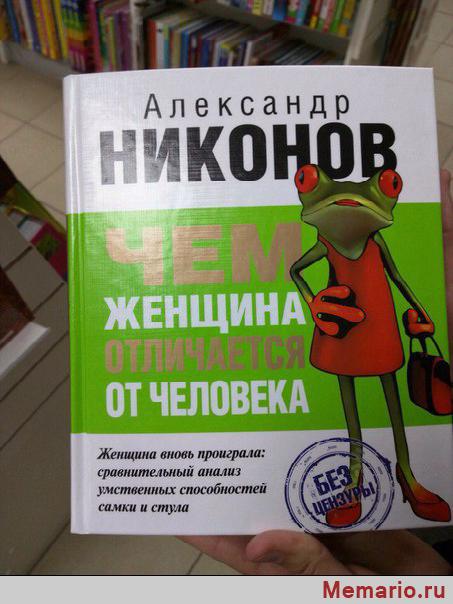 Александр
НИКОНОВ
ЧЕМ
ЖЕНЩИНА
ОТЛИЧАЕТСЯ
ОТ ЧЕЛОВЕКА
Женщина вновь проиграла:
сравнительный анализ
умственных способностей
самки и стула
БЕЗ
ЦЕНЗУРЫ
Memario.ru